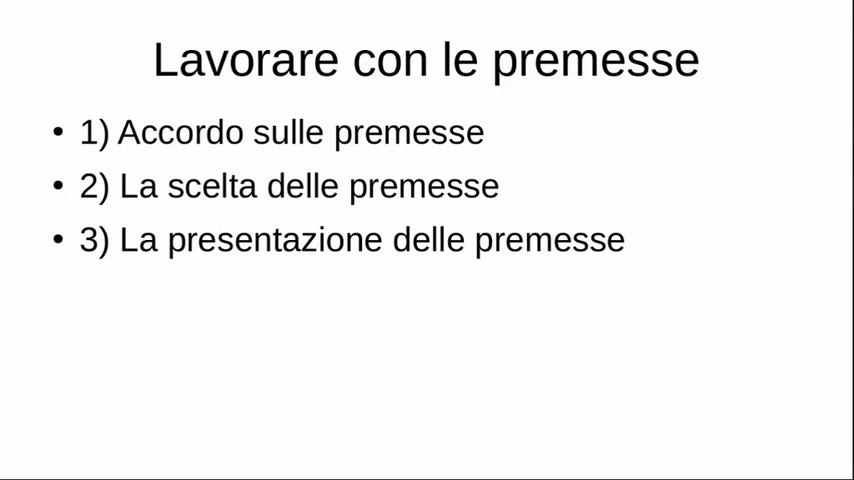 Lavorare con le premesse
• 1) Accordo sulle premesse
• 2) La scelta delle premesse
• 3) La presentazione delle premesse